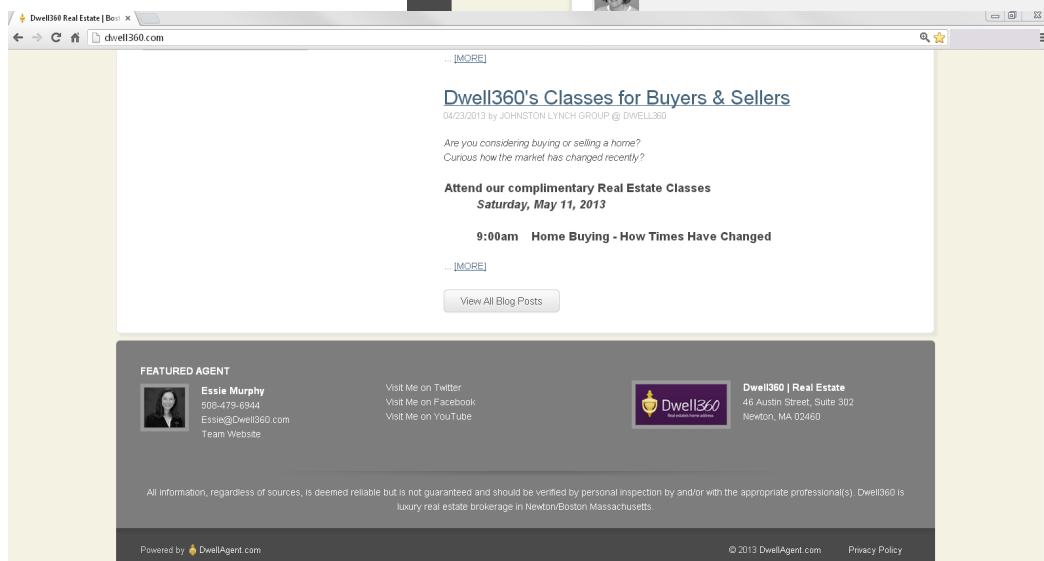 Dwell360 Real Estate | Bost
dwell360.com
... [MORE]
Dwell360's Classes for Buyers & Sellers
04/23/2013 by JOHNSTON LYNCH GROUP @ DWELL360
Are you considering buying or selling a home?
Curious how the market has changed recently?
Attend our complimentary Real Estate Classes
Saturday, May 11, 2013
9:00am Home Buying - How Times Have Changed
... [MORE]
View All Blog Posts
FEATURED AGENT
Essie Murphy
508-479-6944
Essie@Dwell360.com
Team Website
Visit Me on Twitter
Visit Me on Facebook
Visit Me on YouTube
Dwell360
Real estate's home address
Dwell360 | Real Estate
46 Austin Street, Suite 302
Newton, MA 02460
All information, regardless of sources, is deemed reliable but is not guaranteed and should be verified by personal inspection by and/or with the appropriate professional(s). Dwell360 is
luxury real estate brokerage in Newton/Boston Massachusetts.
Powered by DwellAgent.com
© 2013 DwellAgent.com Privacy Policy